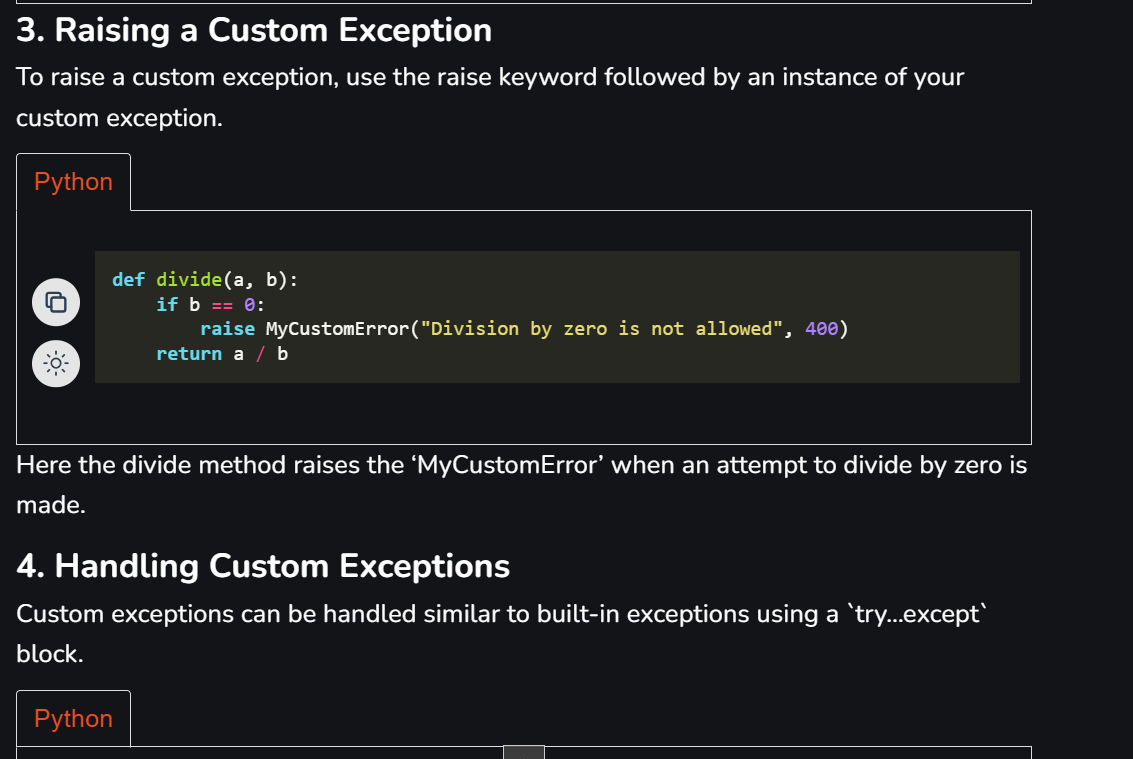 3. Raising a Custom Exception
To raise a custom exception, use the raise keyword followed by an instance of your
custom exception.
Python
def divide(a, b):
    if b == 0:
        raise MyCustomError("Division by zero is not allowed", 400)
    return a / b
Here the divide method raises the ‘MyCustomError’ when an attempt to divide by zero is
made.
4. Handling Custom Exceptions
Custom exceptions can be handled similar to built-in exceptions using a `try...except`
block.
Python